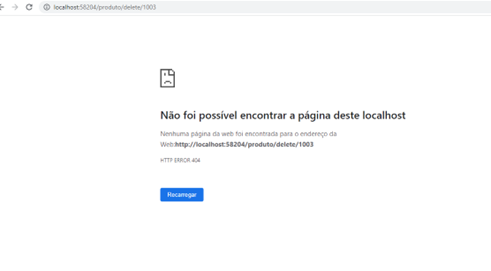 localhost:58204/produto/delete/1003
Não foi possível encontrar a página deste localhost
Nenhuma página da web foi encontrada para o endereço da
Web:http://localhost:58204/produto/delete/1003
HTTP ERROR 404
Recarregar